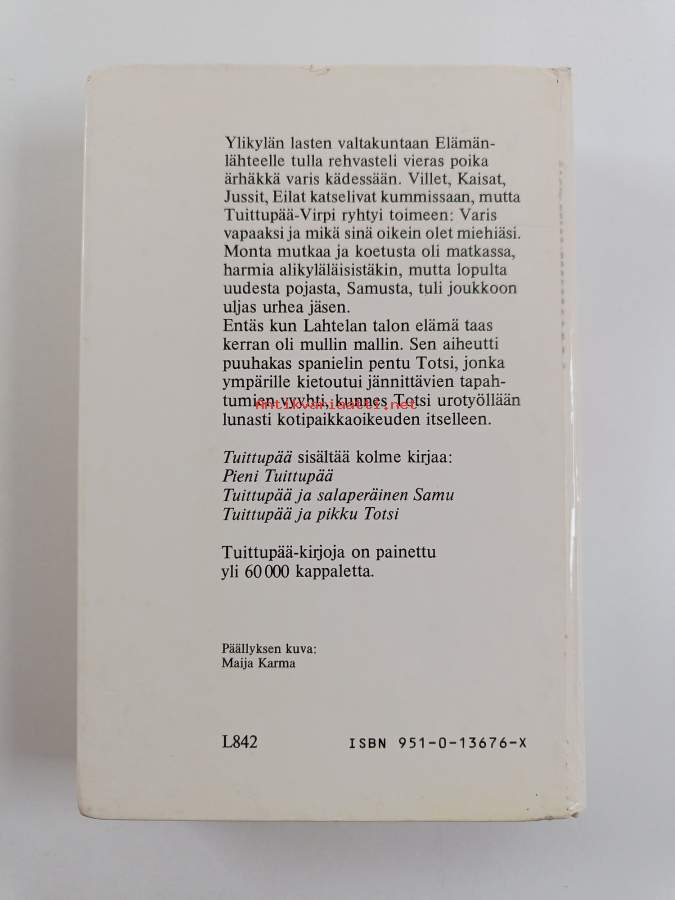 Ylikylän lasten valtakuntaan Elämän-
lähteelle tulla rehvasteli vieras poika
ärhäkkä varis kädessään. Villet, Kaisat,
Jussit, Eilat katselivat kummissaan, mutta
Tuittupää-Virpi ryhtyi toimeen: Varis
vapaaksi ja mikä sinä oikein olet miehiäsi.
Monta mutkaa ja koetusta oli matkassa,
harmia alikyläläisistäkin, mutta lopulta
uudesta pojasta, Samusta, tuli joukkoon
uljas urhea jäsen.
Entäs kun Lahtelan talon elämä taas
kerran oli mullin mallin. Sen aiheutti
puuhakas spanielin pentu Totsi, jonka
ympärille kietoutui jännittävien tapah-
tumien vyyhti, kunnes Totsi urotyöllään
antikvariaatti.net
lunasti kotipaikkaoikeuden itselleen.
Tuittupää sisältää kolme kirjaa:
Pieni Tuittupää
Tuittupää ja salaperäinen Samu
Tuittupää ja pikku Totsi
Tuittupää-kirjoja on painettu
yli 60 000 kappaletta.
Päällyksen kuva:
Maija Karma
L842 ISBN 951-0-13676-X